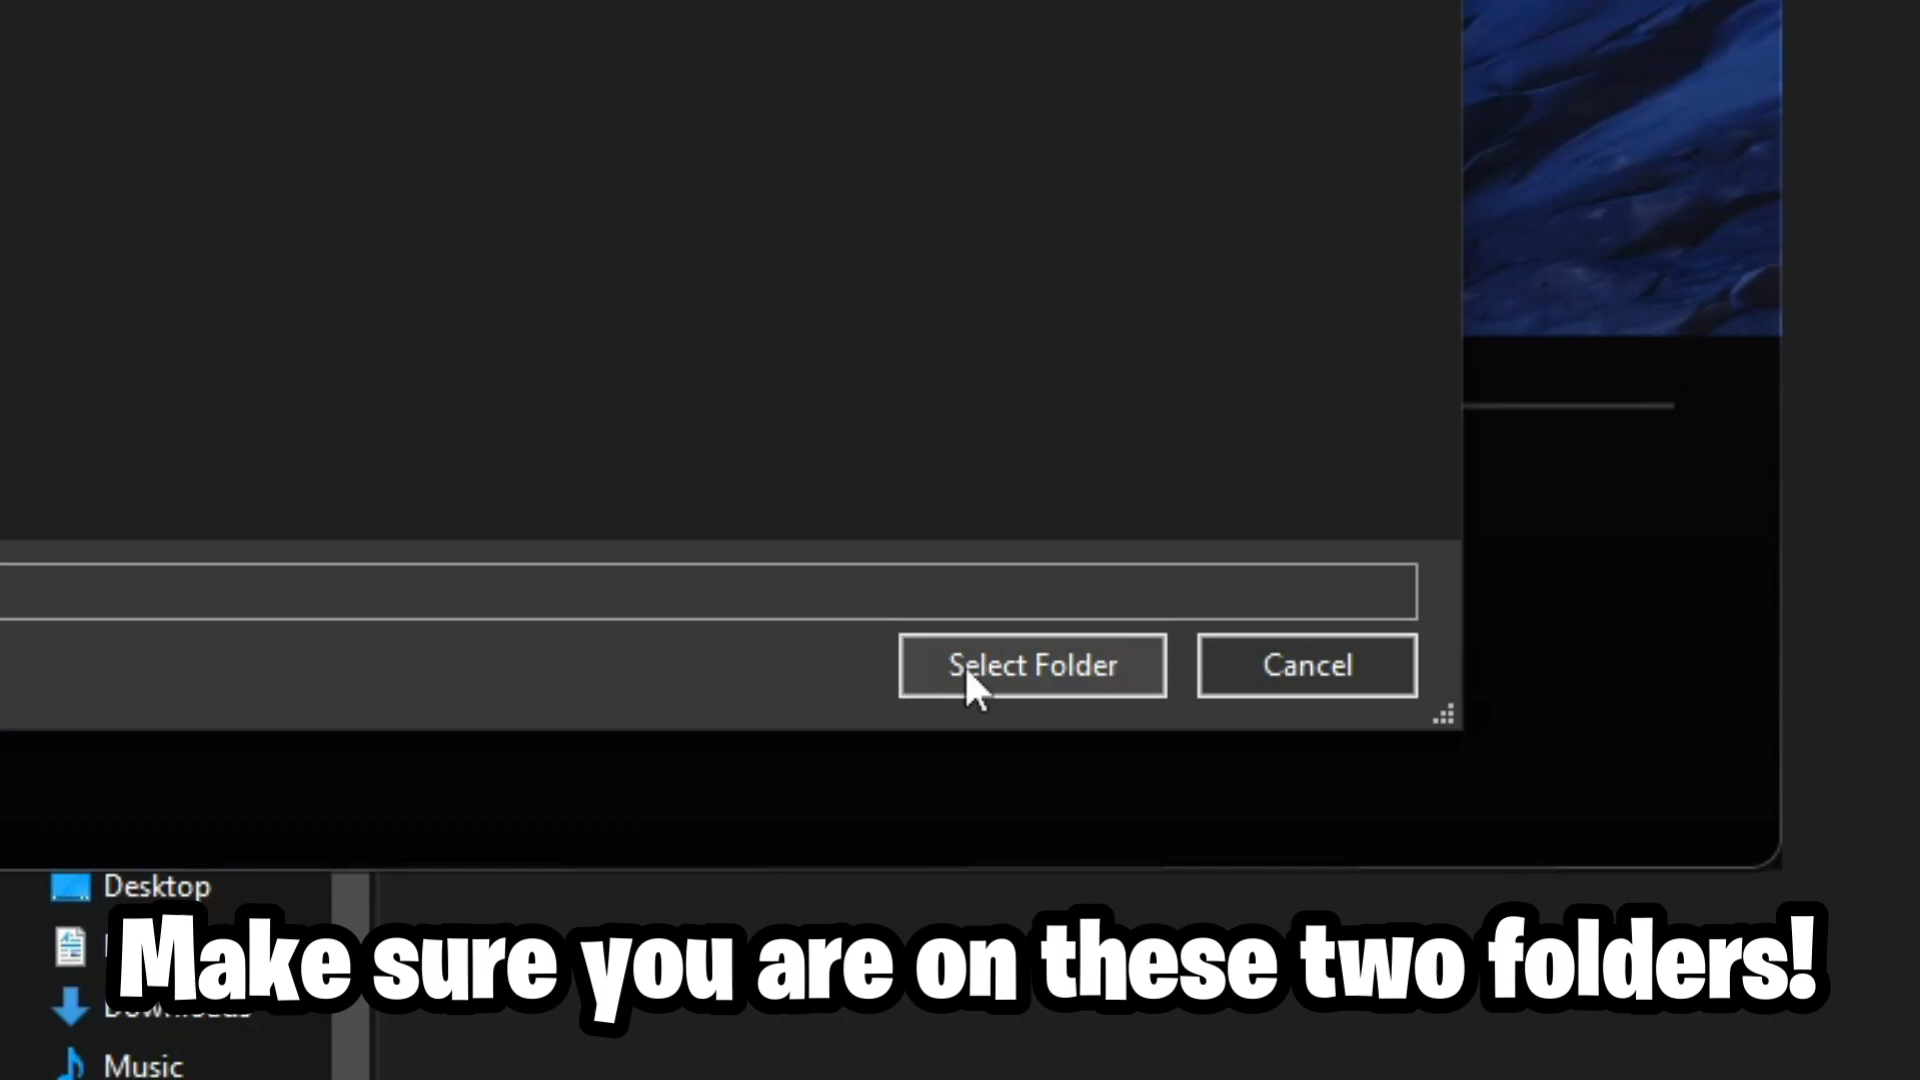 Select Folder
Cancel
Desktop
Make sure you are on these two folders!
Music